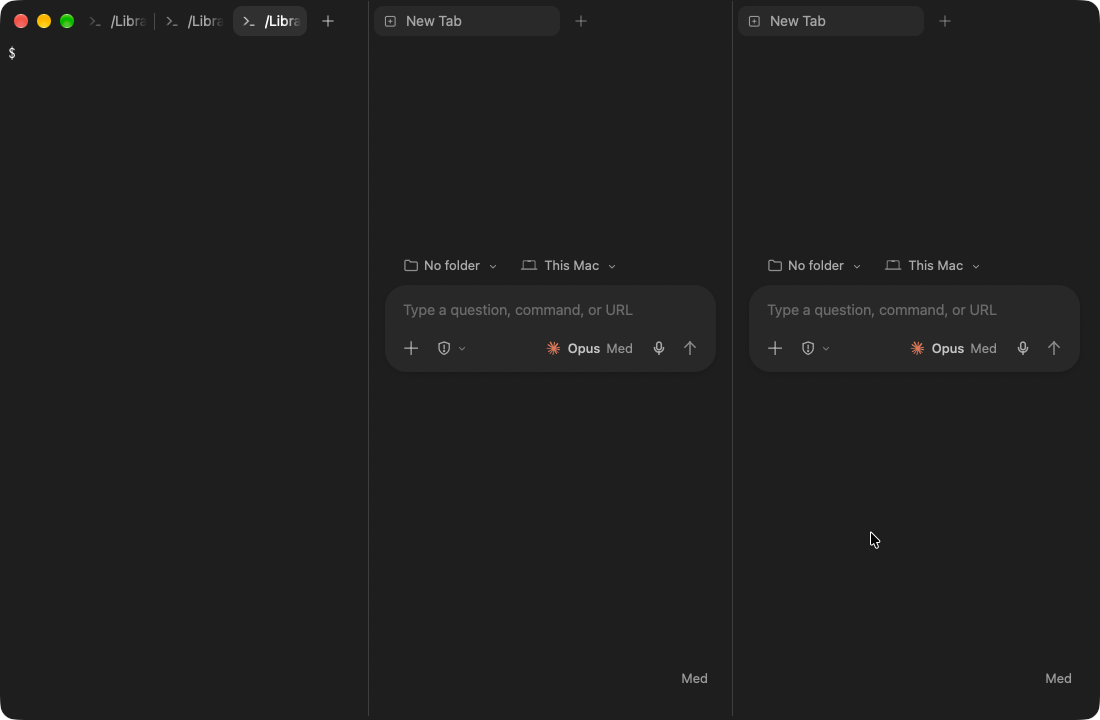 /Libra /Libra /Libra
$
New Tab
No folder This Mac
Type a question, command, or URL
Opus Med
Med
New Tab
No folder This Mac
Type a question, command, or URL
Opus Med
Med